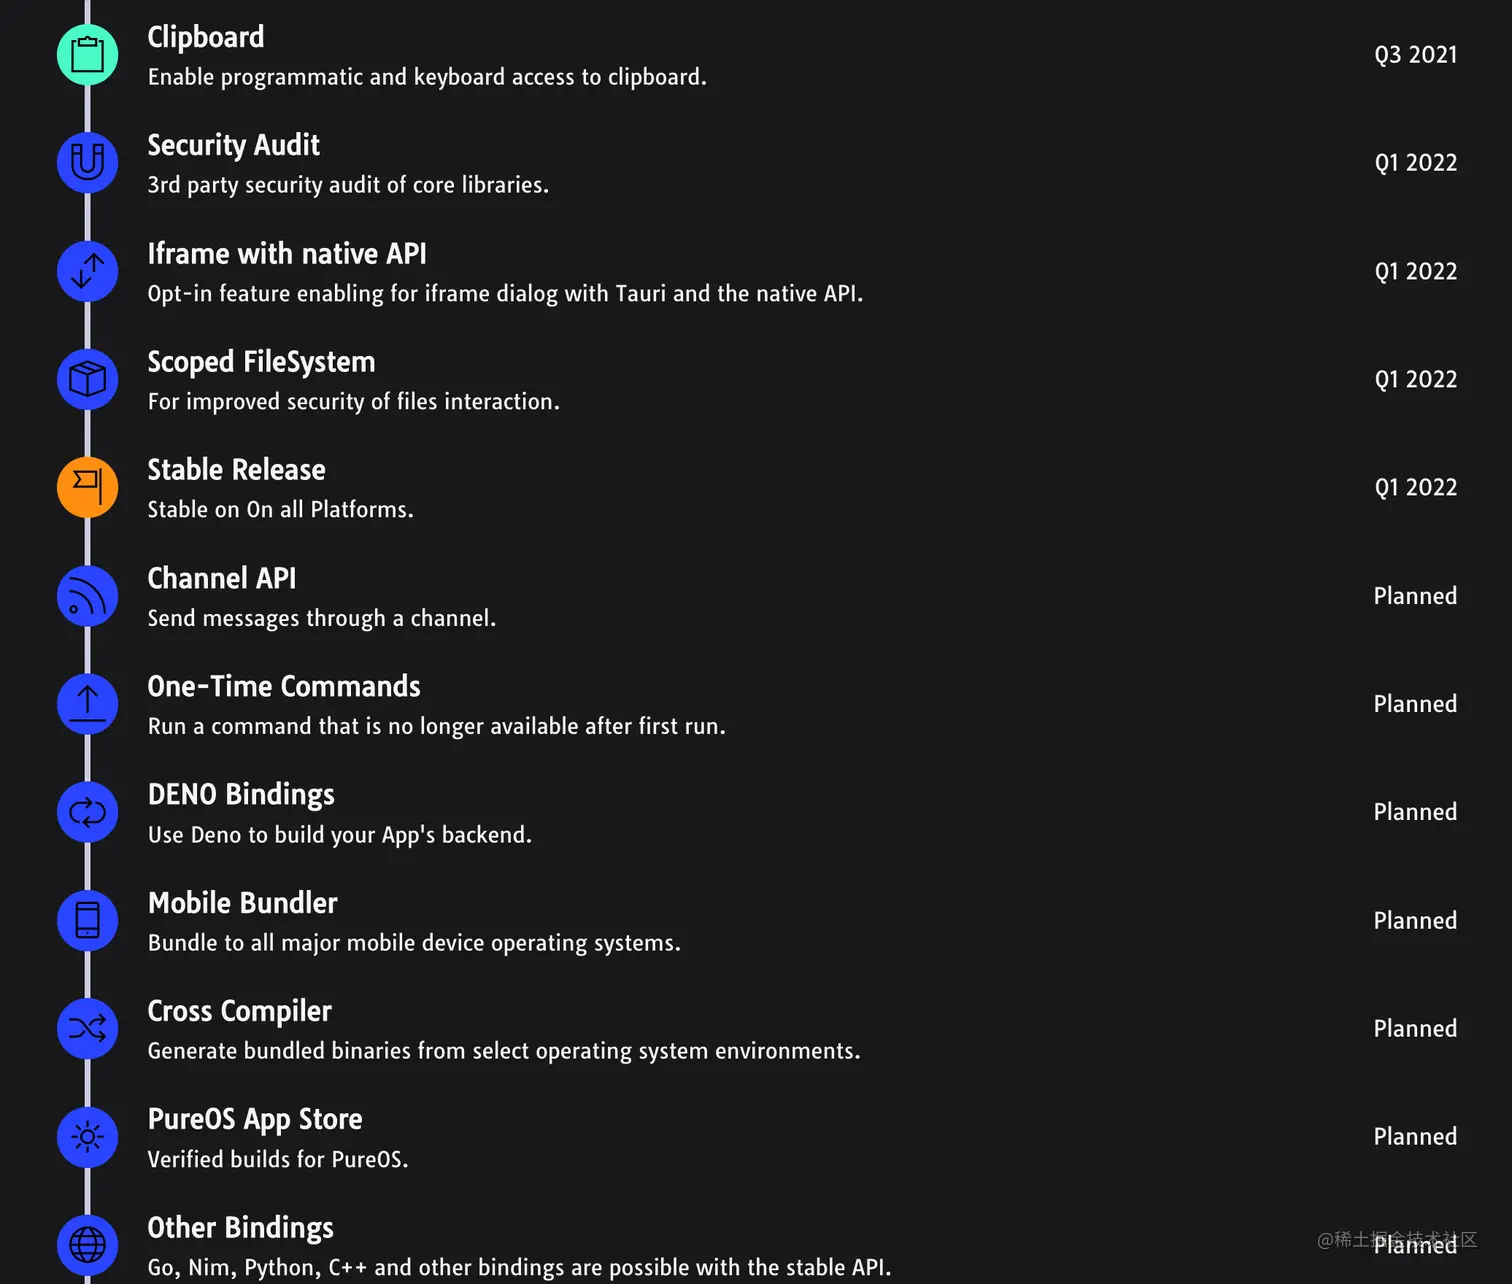 Clipboard
Q3 2021
Enable programmatic and keyboard access to clipboard.
Security Audit
Q1 2022
3rd party security audit of core libraries.
Iframe with native API
Q1 2022
Opt-in feature enabling for iframe dialog with Tauri and the native API.
Scoped FileSystem
Q1 2022
For improved security of files interaction.
Stable Release
Q1 2022
Stable on On all Platforms.
Channel API
Planned
Send messages through a channel.
One-Time Commands
Planned
Run a command that is no longer available after first run.
DENO Bindings
Planned
Use Deno to build your App's backend.
Mobile Bundler
Planned
Bundle to all major mobile device operating systems.
Cross Compiler
Planned
Generate bundled binaries from select operating system environments.
PureOS App Store
Planned
Verified builds for PureOS.
Other Bindings
Planned
@稀土掘金技术社区
Go, Nim, Python, C++ and other bindings are possible with the stable API.